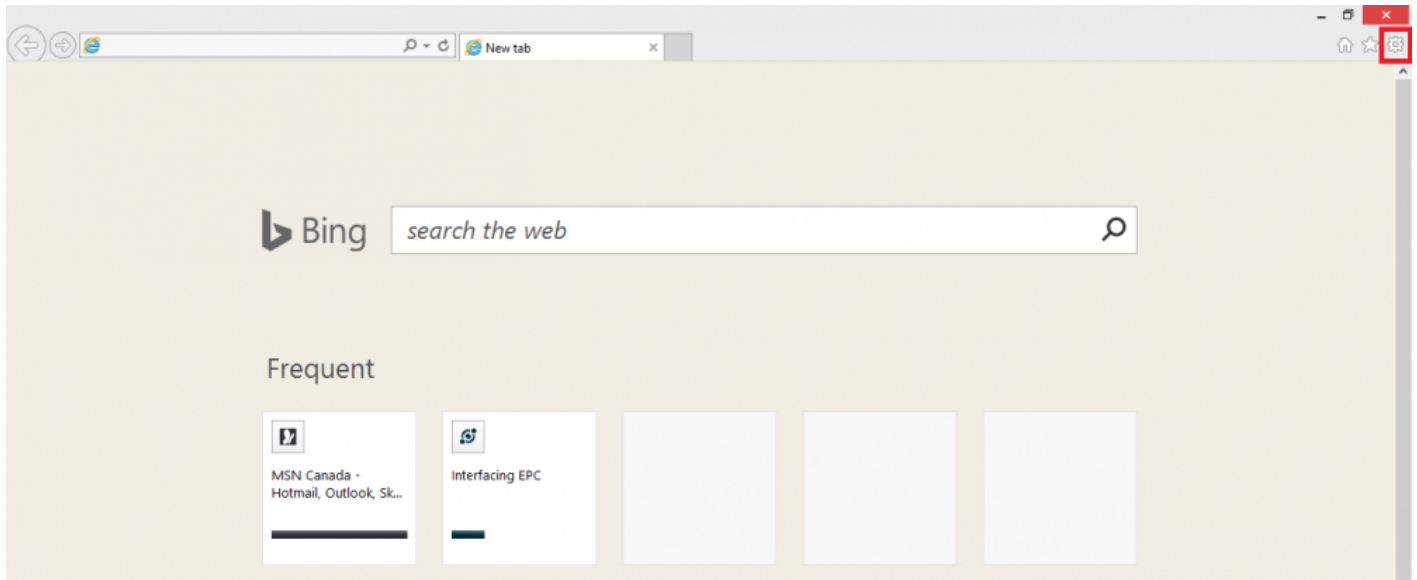 New tab
Bing
search the web
Frequent
MSN Canada -
Hotmail, Outlook, Sk...
Interfacing EPC